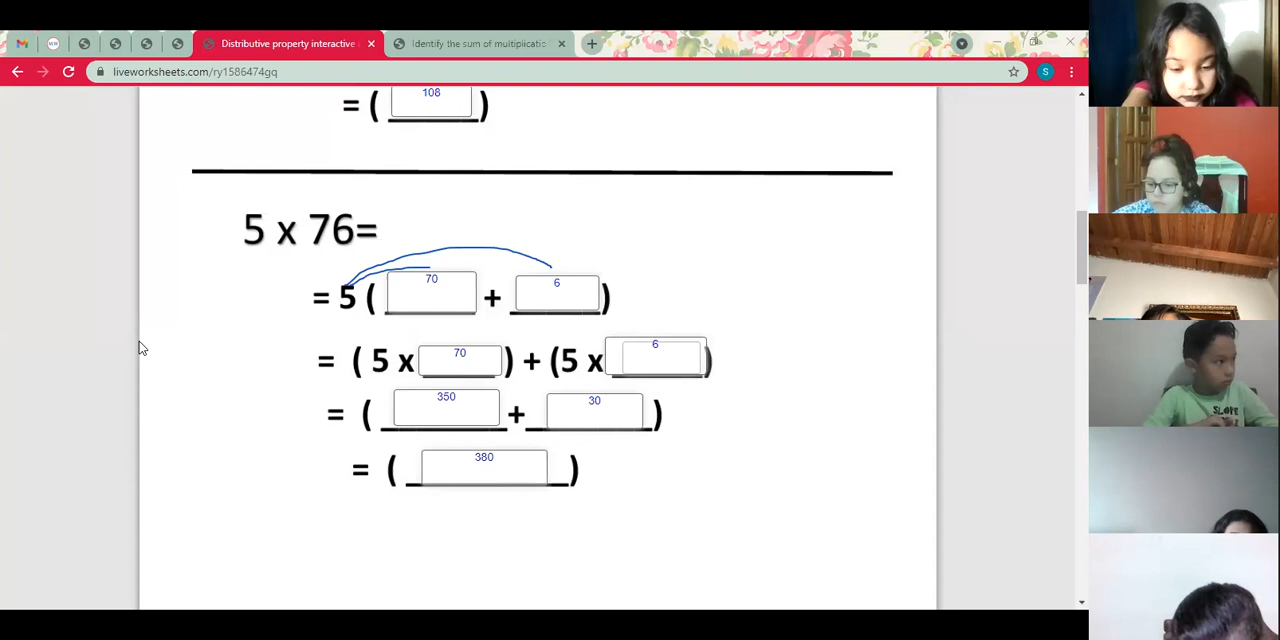 Distributive property interactive
Identify the sum of multiplicatio
liveworksheets.com/ry1586474gq
S
= ( 108 )
5 x 76=
= 5 ( 70 + 6 )
= ( 5 x 70 ) + (5 x 6 )
= ( 350 + 30 )
= ( 380 )
SLOPE